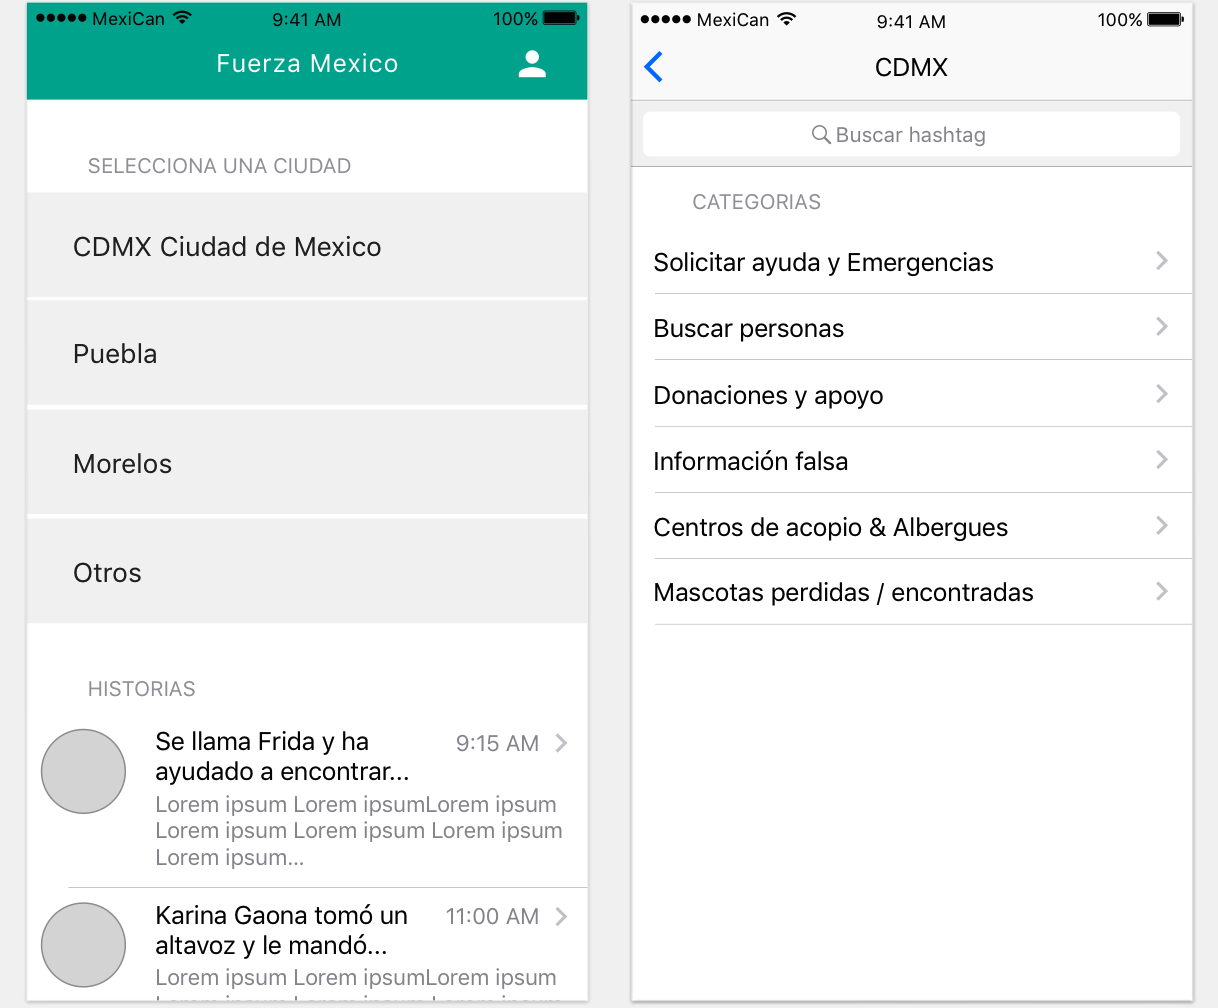 MexiCan 9:41 AM 100%
Fuerza Mexico
SELECCIONA UNA CIUDAD
CDMX Ciudad de Mexico
Puebla
Morelos
Otros
HISTORIAS
Se llama Frida y ha 9:15 AM
ayudado a encontrar...
Lorem ipsum Lorem ipsumLorem ipsum
Lorem ipsum Lorem ipsum Lorem ipsum
Lorem ipsum...
Karina Gaona tomó un 11:00 AM
altavoz y le mandó...
Lorem ipsum Lorem ipsumLorem ipsum
MexiCan 9:41 AM 100%
CDMX
Buscar hashtag
CATEGORIAS
Solicitar ayuda y Emergencias
Buscar personas
Donaciones y apoyo
Información falsa
Centros de acopio & Albergues
Mascotas perdidas / encontradas